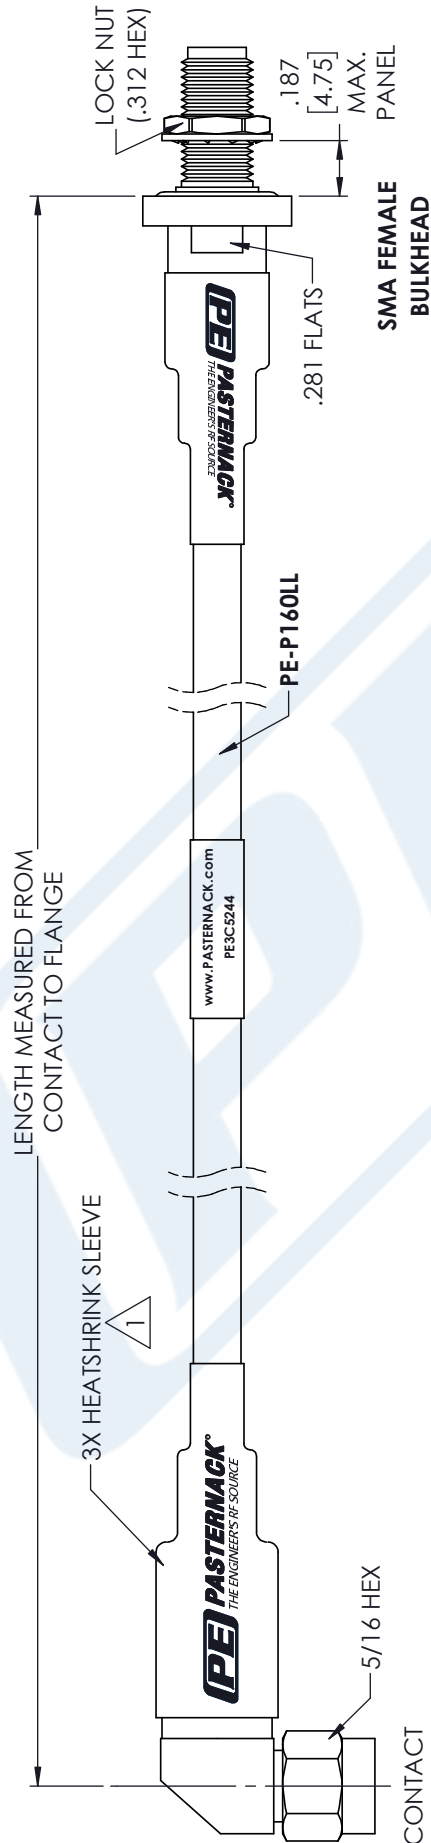 LENGTH MEASURED FROM
CONTACT TO FLANGE
LOCK NUT
(.312 HEX)
.187
[4.75]
MAX.
PANEL
SMA FEMALE
BULKHEAD
.281 FLATS
PE PASTERNACK®
THE ENGINEER'S RF SOURCE
PE-P160LL
www.PASTERNACK.com
PE3C5244
3X HEATSHRINK SLEEVE
1
PE PASTERNACK®
THE ENGINEER'S RF SOURCE
5/16 HEX
CONTACT